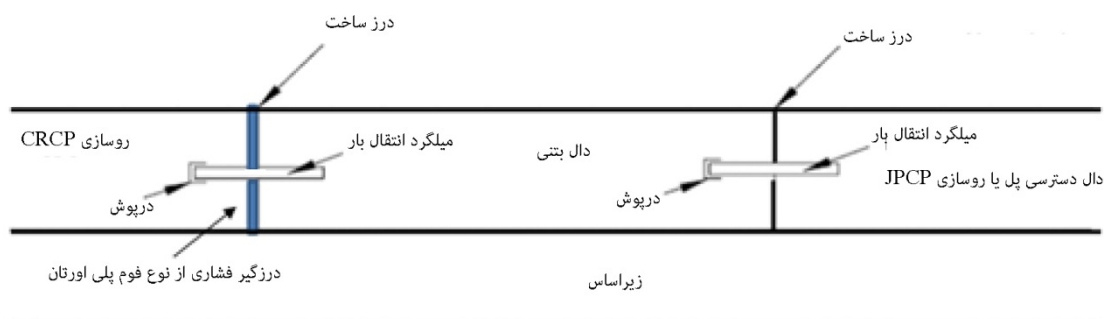 درز ساخت
درز ساخت
روسازی CRCP
میلگرد انتقال بار
دال بتنی
میلگرد انتقال بار
دال دسترسی پل یا روسازی JPCP
درپوش
درپوش
درزگیر فشاری از نوع فوم پلی اورتان
زیراساس